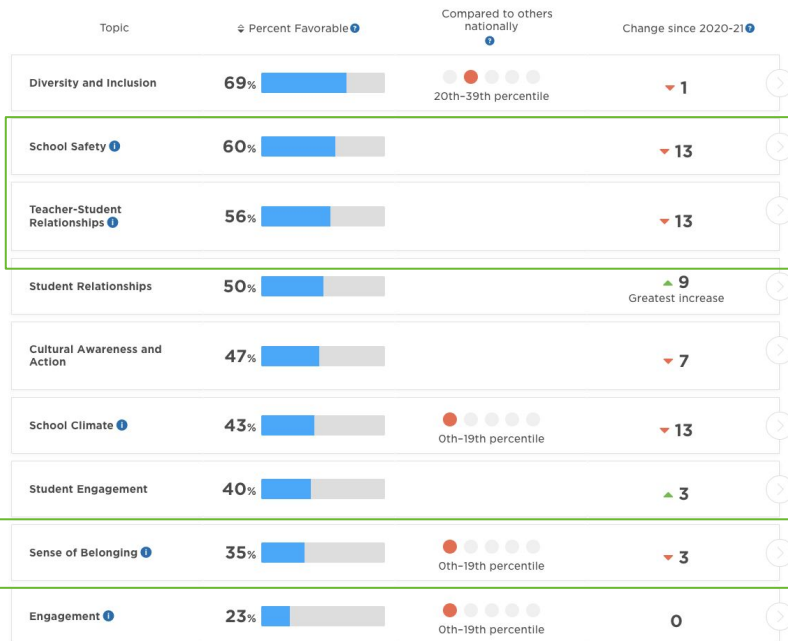 Topic
Percent Favorable
Compared to others
nationally
Change since 2020-21
Diversity and Inclusion
69%
20th–39th percentile
1
School Safety
60%
13
Teacher-Student
Relationships
56%
13
Student Relationships
50%
9
Greatest increase
Cultural Awareness and
Action
47%
7
School Climate
43%
0th–19th percentile
13
Student Engagement
40%
3
Sense of Belonging
35%
0th–19th percentile
3
Engagement
23%
0th–19th percentile
0